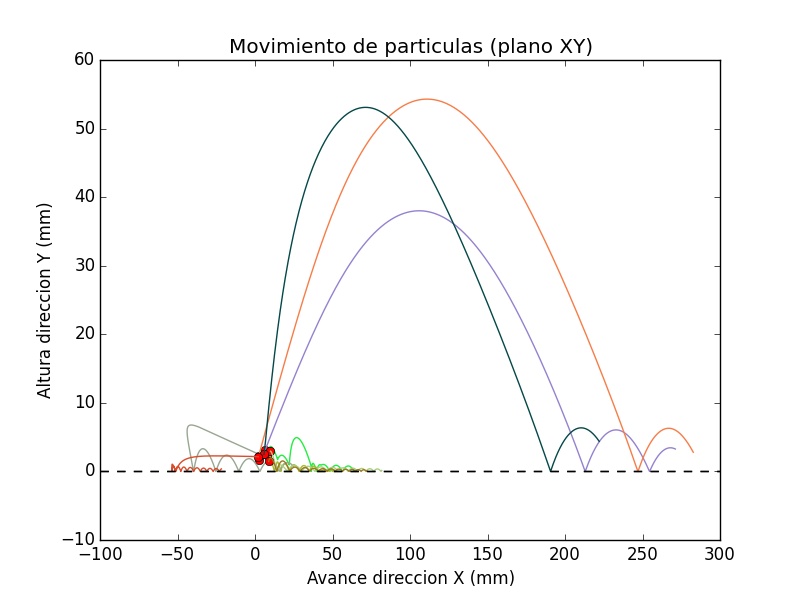 Movimiento de particulas (plano XY)
60
50
40
30
20
10
0
−10
Altura direccion Y (mm)
−100 −50 0 50 100 150 200 250 300
Avance direccion X (mm)